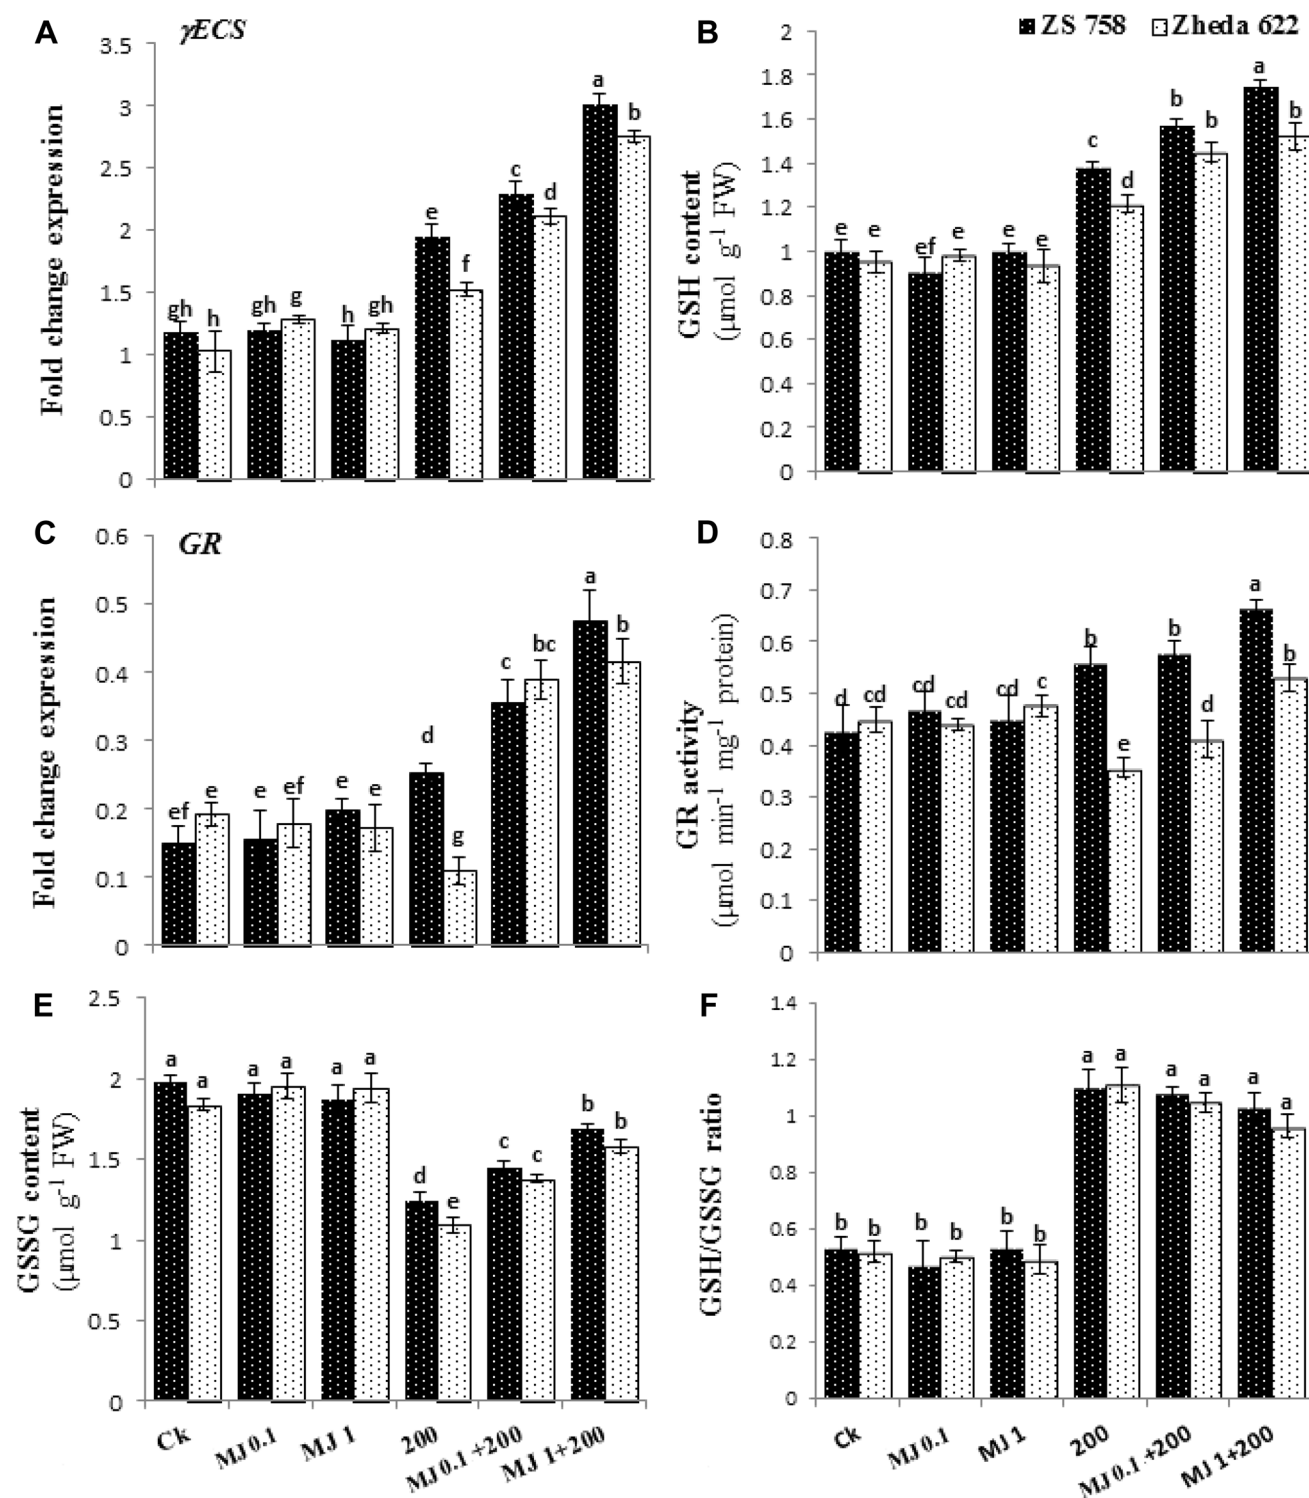 A
γECS
3.5
3
2.5
2
1.5
1
0.5
0
Fold change expression
gh
h
gh
g
h
gh
e
f
c
d
a
b
B
ZS 758
Zheda 622
2
1.8
1.6
1.4
1.2
1
0.8
0.6
0.4
0.2
0
GSH content
(μmol g-1 FW)
e
e
ef
e
e
e
c
d
b
b
a
b
C
GR
0.6
0.5
0.4
0.3
0.2
0.1
0
Fold change expression
ef
e
e
ef
e
e
d
g
c
bc
a
b
D
0.8
0.7
0.6
0.5
0.4
0.3
0.2
0.1
0
GR activity
(μmol min-1 mg-1 protein)
d
cd
cd
cd
cd
c
b
e
b
d
a
b
E
2.5
2
1.5
1
0.5
0
GSSG content
(μmol g-1 FW)
a
a
a
a
a
a
d
e
c
c
b
b
Ck
MJ 0.1
MJ 1
200
MJ 0.1 +200
MJ 1+200
F
1.4
1.2
1
0.8
0.6
0.4
0.2
0
GSH/GSSG ratio
b
b
b
b
b
b
a
a
a
a
a
a
Ck
MJ 0.1
MJ 1
200
MJ 0.1 +200
MJ 1+200